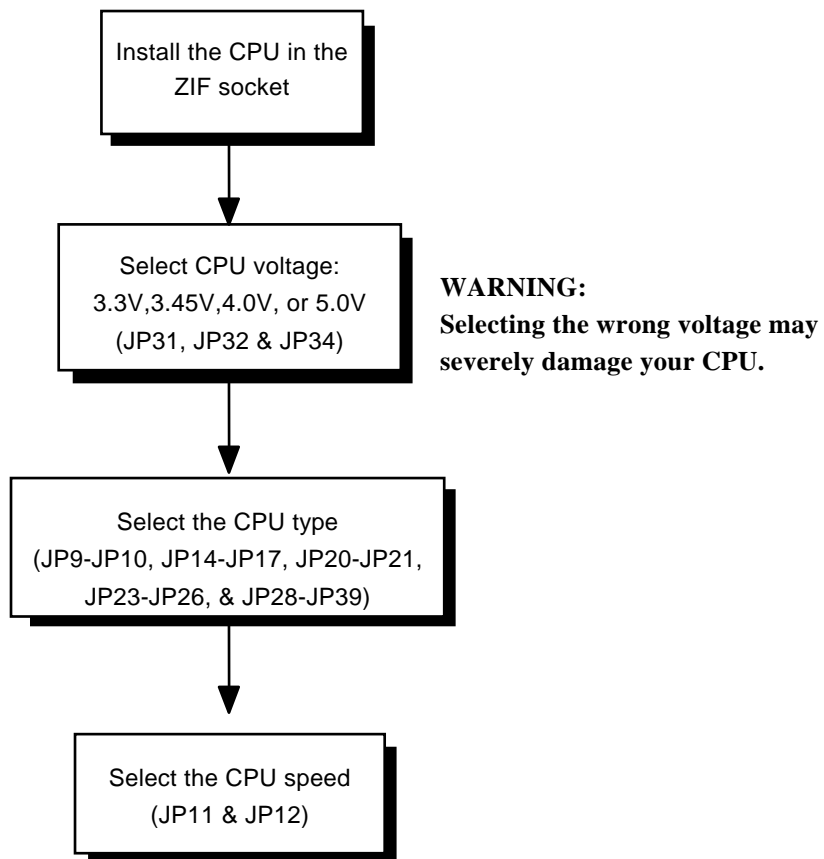 Install the CPU in the
ZIF socket
Select CPU voltage:
3.3V,3.45V,4.0V, or 5.0V
(JP31, JP32 & JP34)
WARNING:
Selecting the wrong voltage may
severely damage your CPU.
Select the CPU type
(JP9-JP10, JP14-JP17, JP20-JP21,
JP23-JP26, & JP28-JP39)
Select the CPU speed
(JP11 & JP12)